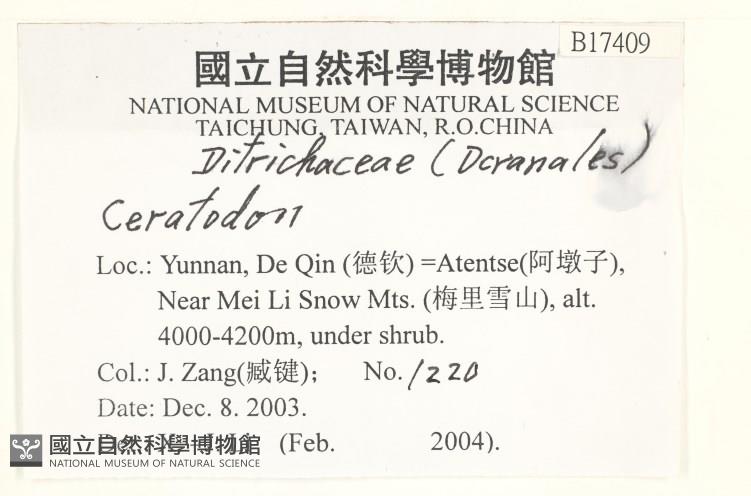 B17409
國立自然科學博物館
NATIONAL MUSEUM OF NATURAL SCIENCE
TAICHUNG, TAIWAN, R.O.CHINA
Ditrichaceae (Dcranales)
Ceratodon
Loc.: Yunnan, De Qin (德钦) =Atentse(阿墩子),
Near Mei Li Snow Mts. (梅里雪山), alt.
4000-4200m, under shrub.
Col.: J. Zang(臧键); No. 1220
Date: Dec. 8. 2003.
(Feb. 2004).
國立自然科學博物館
NATIONAL MUSEUM OF NATURAL SCIENCE